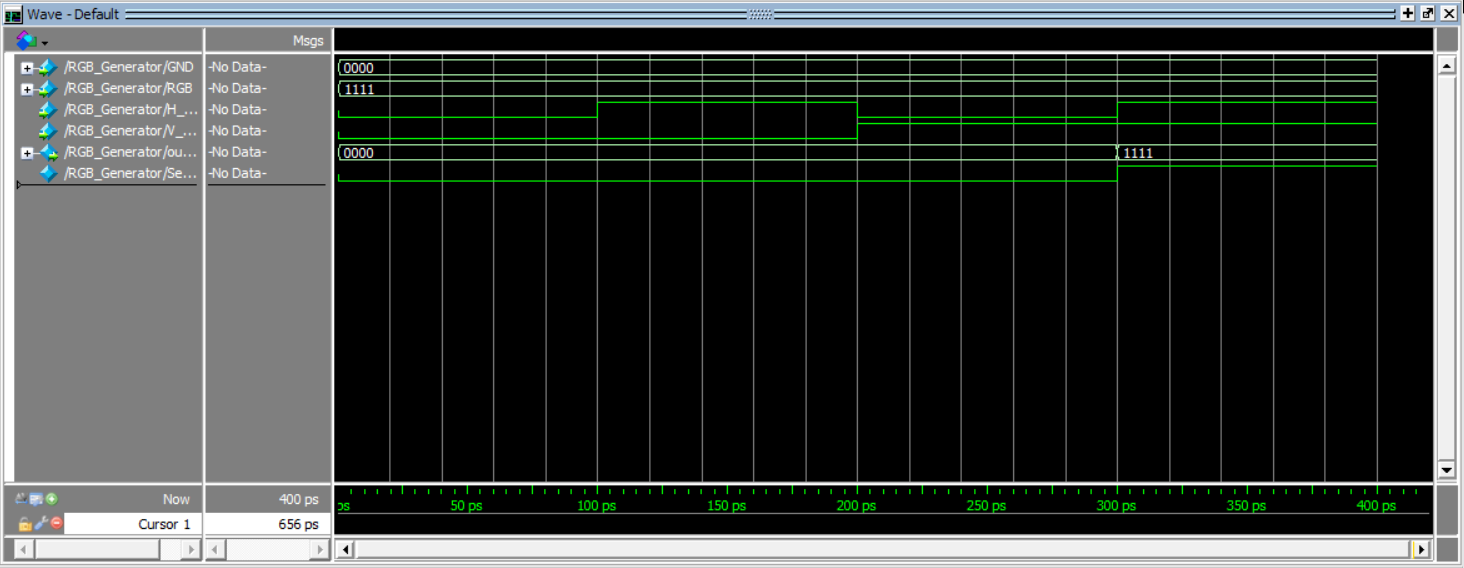 Wave - Default
Msgs
/RGB_Generator/GND -No Data- 0000
/RGB_Generator/RGB -No Data- 1111
/RGB_Generator/H_... -No Data-
/RGB_Generator/V_... -No Data-
/RGB_Generator/ou... -No Data- 0000 1111
/RGB_Generator/Se... -No Data-
Now 400 ps
ps 50 ps 100 ps 150 ps 200 ps 250 ps 300 ps 350 ps 400 ps
Cursor 1 656 ps